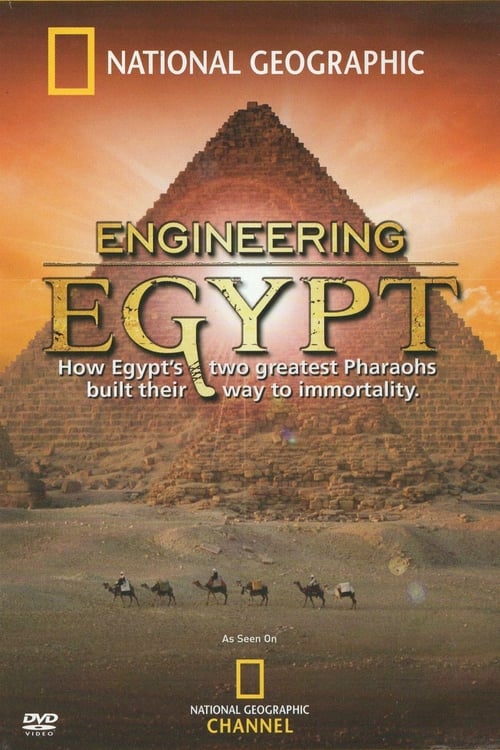 NATIONAL GEOGRAPHIC
ENGINEERING
EGYPT
How Egypt's two greatest Pharaohs
built their way to immortality.
As Seen On
NATIONAL GEOGRAPHIC
CHANNEL
DVD
VIDEO